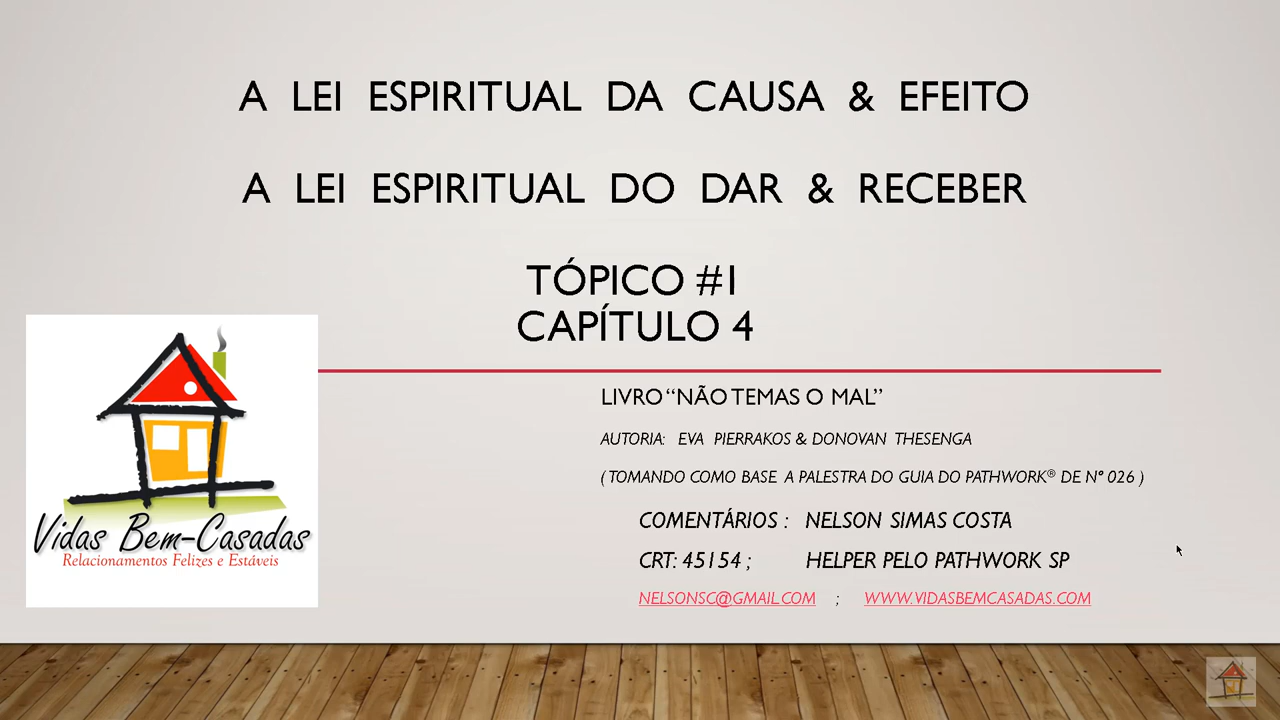 A LEI ESPIRITUAL DA CAUSA & EFEITO
A LEI ESPIRITUAL DO DAR & RECEBER
TÓPICO #1
CAPÍTULO 4
LIVRO “NÃO TEMAS O MAL”
AUTORIA: EVA PIERRAKOS & DONOVAN THESENGA
( TOMANDO COMO BASE A PALESTRA DO GUIA DO PATHWORK® DE Nº 026 )
COMENTÁRIOS : NELSON SIMAS COSTA
CRT: 45154 ; HELPER PELO PATHWORK SP
NELSONSC@GMAIL.COM ; WWW.VIDASBEMCASADAS.COM
Vidas Bem-Casadas
Relacionamentos Felizes e Estáveis